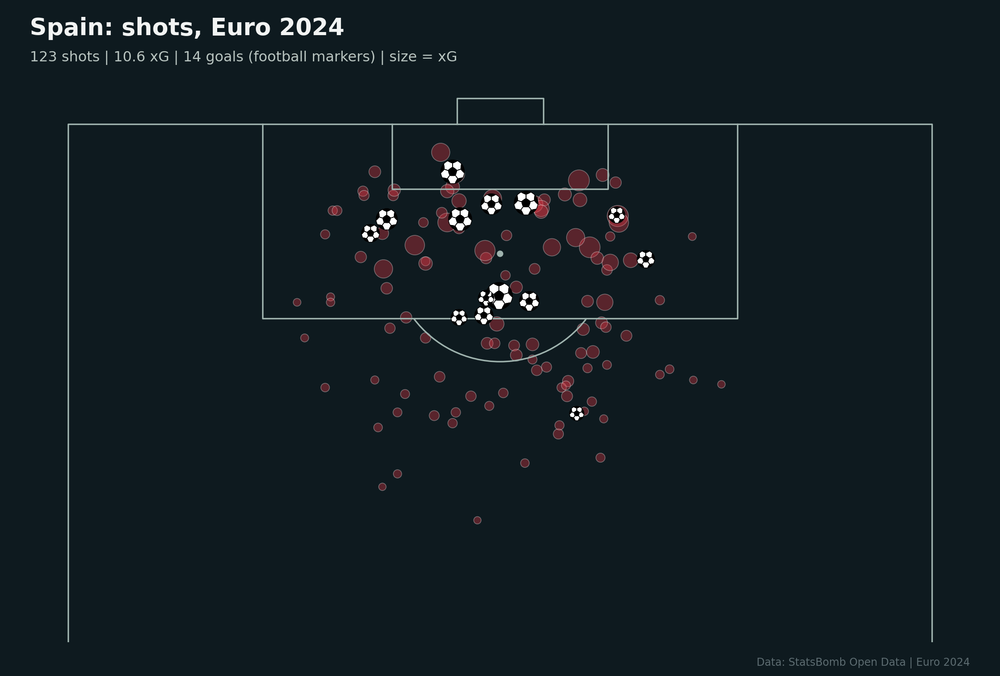 Spain: shots, Euro 2024
123 shots | 10.6 xG | 14 goals (football markers) | size = xG
Data: StatsBomb Open Data | Euro 2024